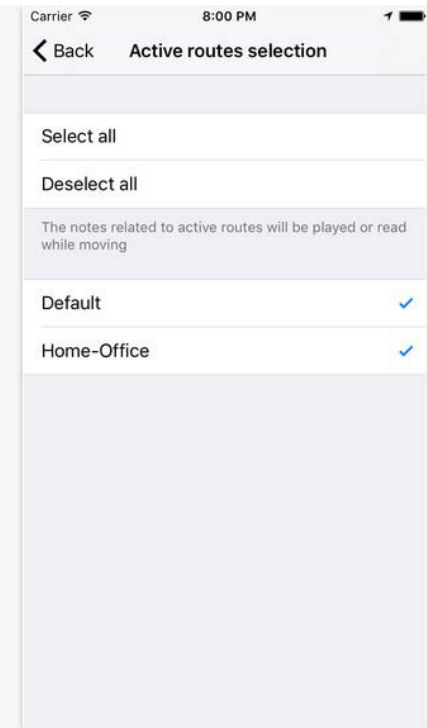 Carrier 8:00 PM
Back Active routes selection
Select all
Deselect all
The notes related to active routes will be played or read
while moving
Default
Home-Office